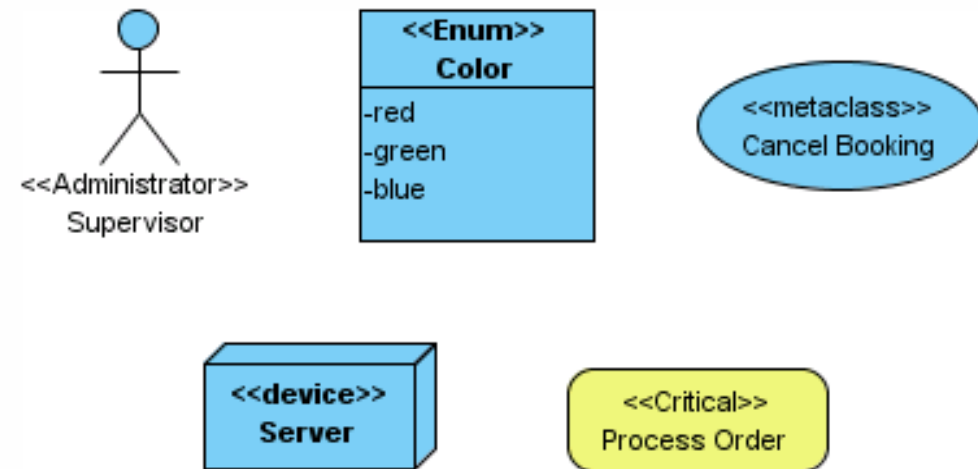 <<Enum>>
Color
-red
-green
-blue
<<metaclass>>
Cancel Booking
<<Administrator>>
Supervisor
<<device>>
Server
<<Critical>>
Process Order